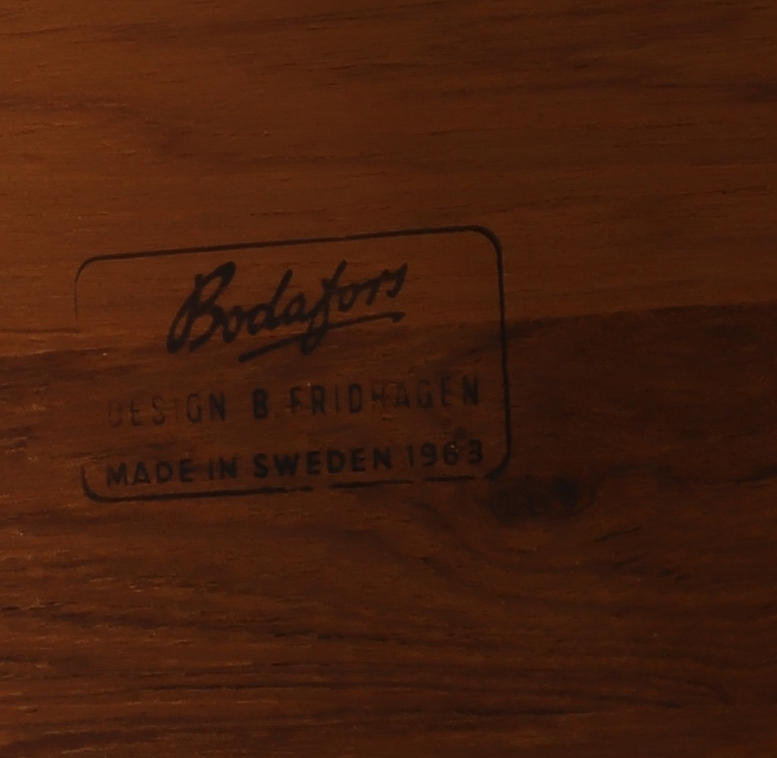 Bodafors
DESIGN B. FRIDHAGEN
MADE IN SWEDEN 1963